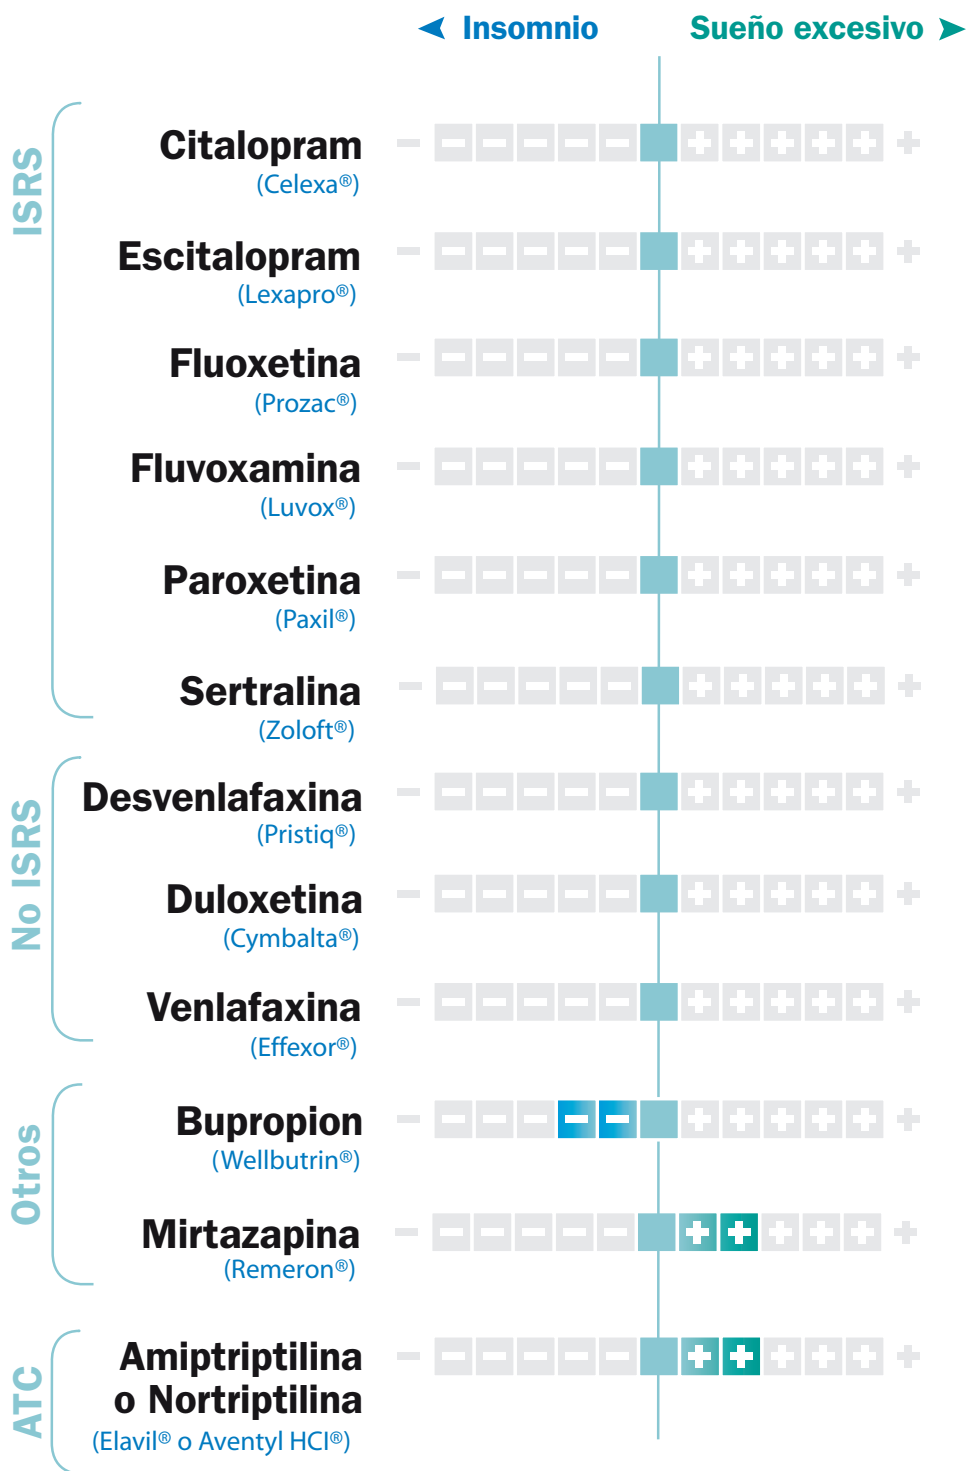 Insomnio
Sueño excesivo
ISRS
Citalopram
(Celexa®)
Escitalopram
(Lexapro®)
Fluoxetina
(Prozac®)
Fluvoxamina
(Luvox®)
Paroxetina
(Paxil®)
Sertralina
(Zoloft®)
No ISRS
Desvenlafaxina
(Pristiq®)
Duloxetina
(Cymbalta®)
Venlafaxina
(Effexor®)
Otros
Bupropion
(Wellbutrin®)
Mirtazapina
(Remeron®)
ATC
Amiptriptilina
o Nortriptilina
(Elavil® o Aventyl HCI®)